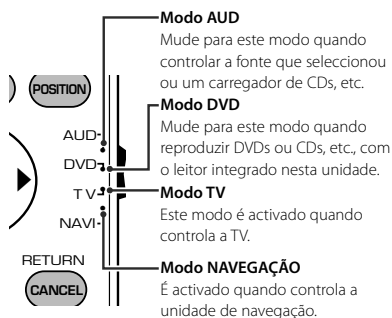 POSITION
AUD
DVD
TV
NAVI
RETURN
CANCEL
Modo AUD
Mude para este modo quando
controlar a fonte que seleccionou
ou um carregador de CDs, etc.
Modo DVD
Mude para este modo quando
reproduzir DVDs ou CDs, etc., com
o leitor integrado nesta unidade.
Modo TV
Este modo é activado quando
controla a TV.
Modo NAVEGAÇÃO
É activado quando controla a
unidade de navegação.